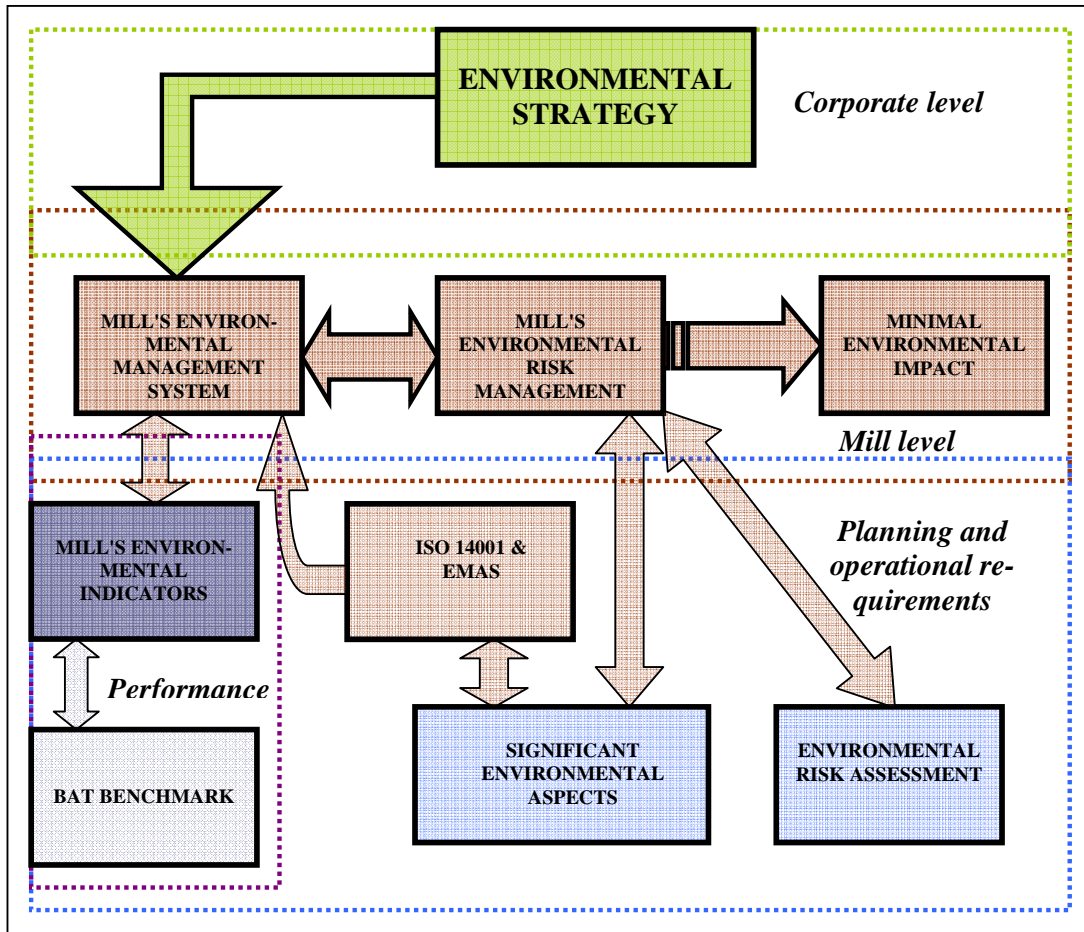 ENVIRONMENTAL
STRATEGY
Corporate level
MILL'S ENVIRON-
MENTAL
MANAGEMENT
SYSTEM
MILL'S
ENVIRONMENTAL
RISK
MANAGEMENT
MINIMAL
ENVIRONMENTAL
IMPACT
Mill level
MILL'S ENVIRON-
MENTAL
INDICATORS
ISO 14001 &
EMAS
Planning and
operational re-
quirements
Performance
BAT BENCHMARK
SIGNIFICANT
ENVIRONMENTAL
ASPECTS
ENVIRONMENTAL
RISK ASSESSMENT